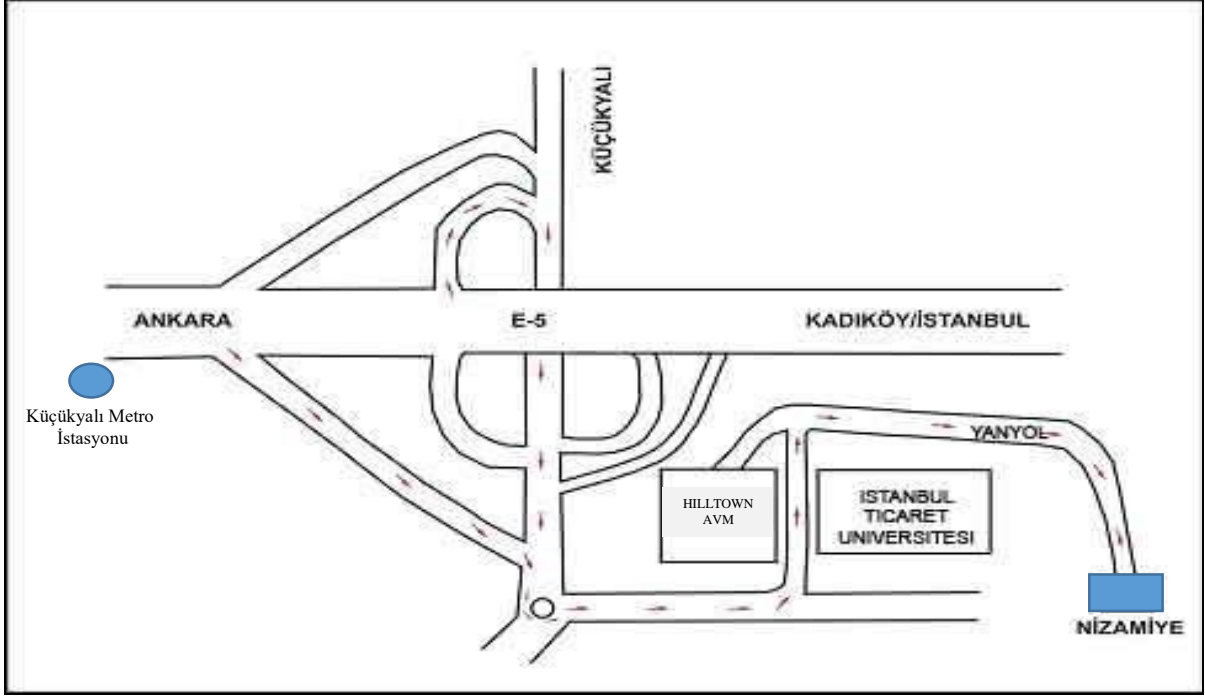 KÜÇÜKYALI
ANKARA
E-5
KADIKÖY/İSTANBUL
Küçükyalı Metro
İstasyonu
YANYOL
HILLTOWN
AVM
ISTANBUL
TICARET
UNIVERSITESI
NİZAMİYE